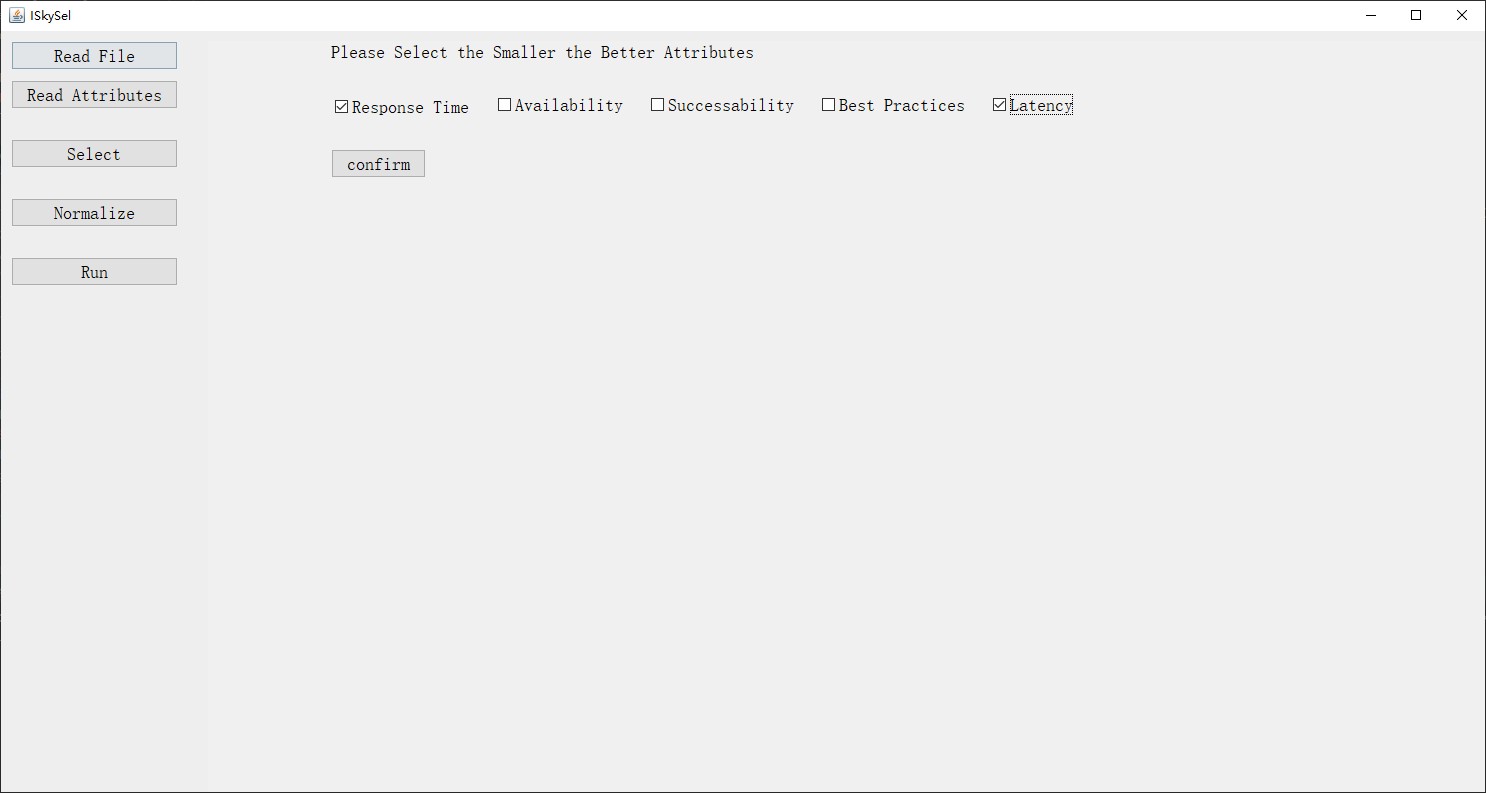 ISkySel
Read File
Please Select the Smaller the Better Attributes
Read Attributes
Response Time Availability Successability Best Practices Latency
Select
confirm
Normalize
Run